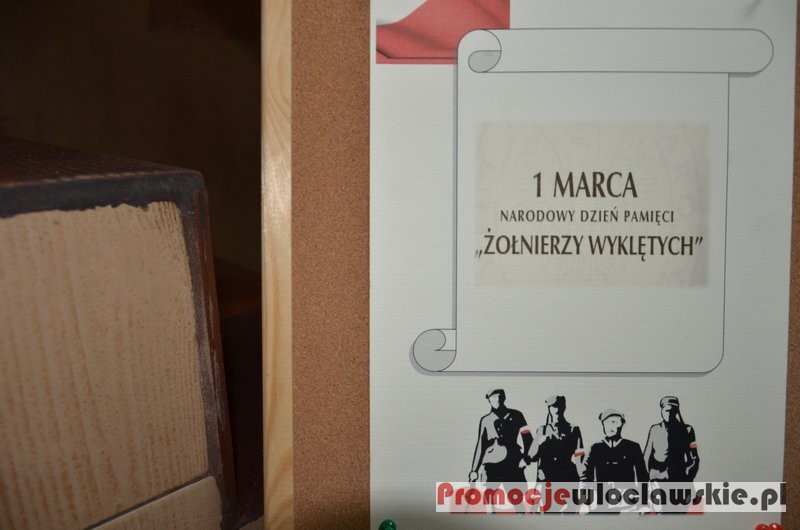 1 MARCA
NARODOWY DZIEŃ PAMIĘCI
„ŻOŁNIERZY WYKLĘTYCH”
Promocjewloclawskie.pl